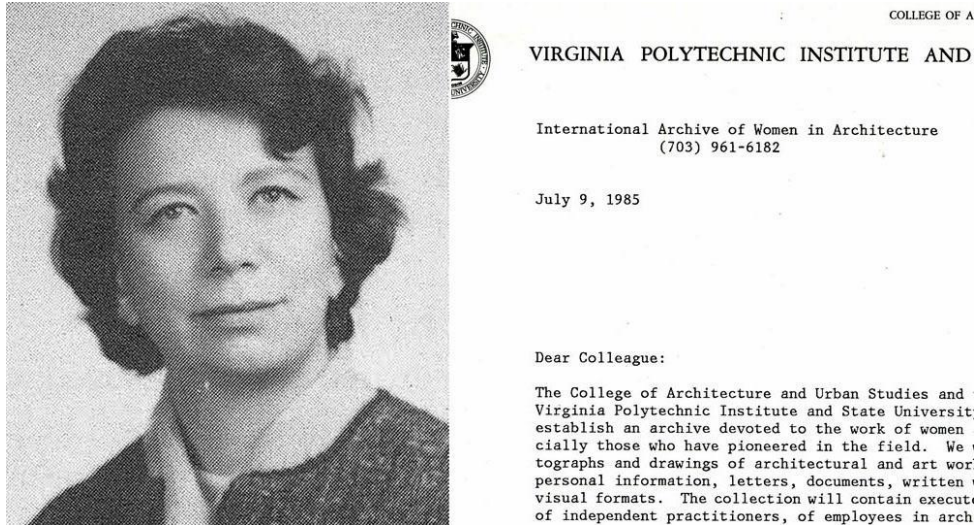 COLLEGE OF A
VIRGINIA POLYTECHNIC INSTITUTE AND
International Archive of Women in Architecture
(703) 961-6182
July 9, 1985
Dear Colleague:
The College of Architecture and Urban Studies and
Virginia Polytechnic Institute and State University
establish an archive devoted to the work of women
cially those who have pioneered in the field. We
tographs and drawings of architectural and art wor
personal information, letters, documents, written
visual formats. The collection will contain execute
of independent practitioners, of employees in arch